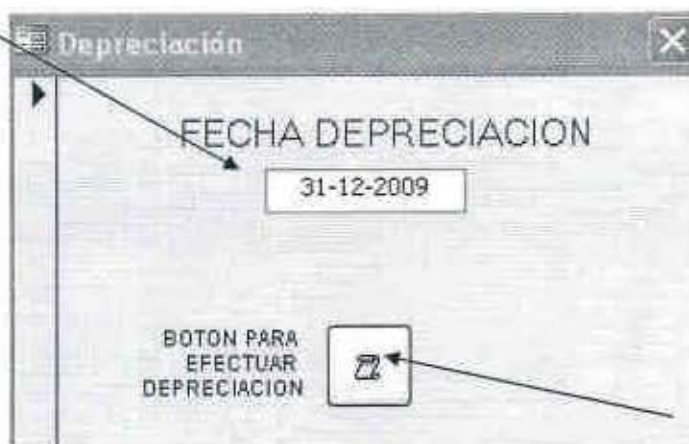 Depreciación
FECHA DEPRECIACION
31-12-2009
BOTON PARA
EFECTUAR
DEPRECIACION